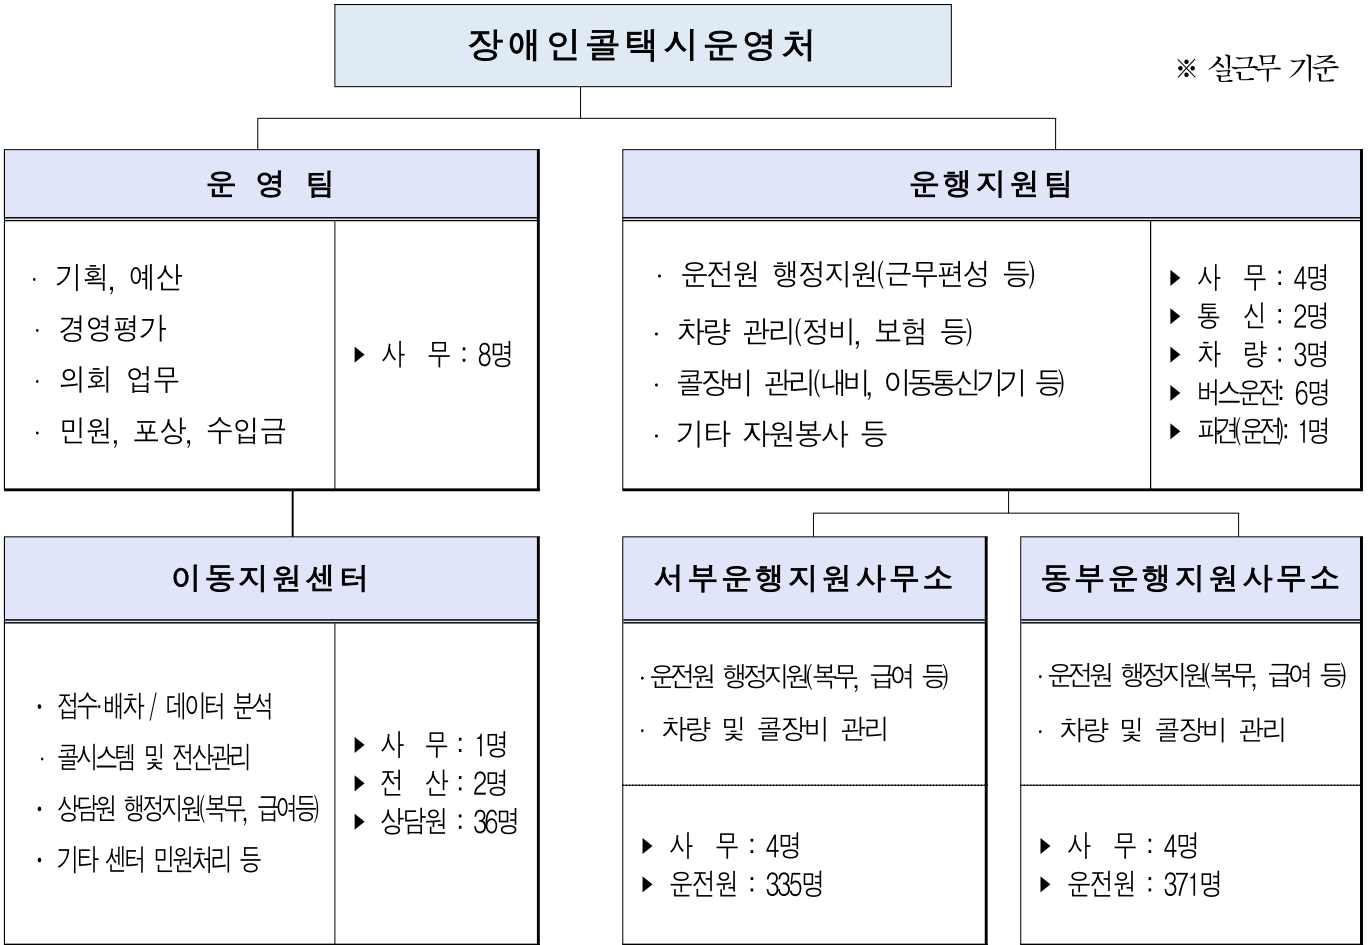 장애인콜택시운영처
※ 실근무 기준
운 영 팀
· 기획, 예산
· 경영평가
· 의회 업무
· 민원, 포상, 수입금
▶ 사 무 : 8명
운행지원팀
· 운전원 행정지원(근무편성 등)
· 차량 관리(정비, 보험 등)
· 콜장비 관리(내비, 이동통신기기 등)
· 기타 자원봉사 등
▶ 사 무 : 4명
▶ 통 신 : 2명
▶ 차 량 : 3명
▶ 버스운전: 6명
▶ 파견(운전): 1명
이동지원센터
· 접수·배차 / 데이터 분석
· 콜시스템 및 전산관리
· 상담원 행정지원(복무, 급여등)
· 기타 센터 민원처리 등
▶ 사 무 : 1명
▶ 전 산 : 2명
▶ 상담원 : 36명
서부운행지원사무소
· 운전원 행정지원(복무, 급여 등)
· 차량 및 콜장비 관리
▶ 사 무 : 4명
▶ 운전원 : 335명
동부운행지원사무소
· 운전원 행정지원(복무, 급여 등)
· 차량 및 콜장비 관리
▶ 사 무 : 4명
▶ 운전원 : 371명